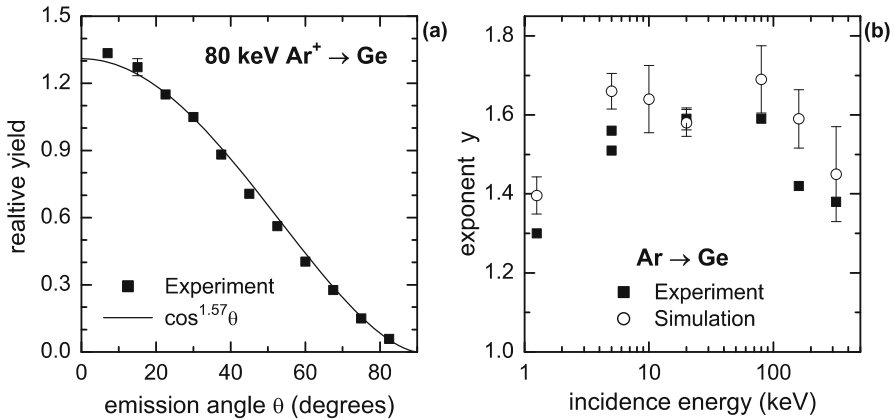 (a)
80 keV Ar⁺ → Ge
realtive yield
1.5
1.2
0.9
0.6
0.3
0.0
Experiment
cos¹·⁵⁷θ
0
20
40
60
80
emission angle θ (degrees)
(b)
exponent y
1.8
1.6
1.4
1.2
1.0
Ar → Ge
Experiment
Simulation
1
10
100
incidence energy (keV)